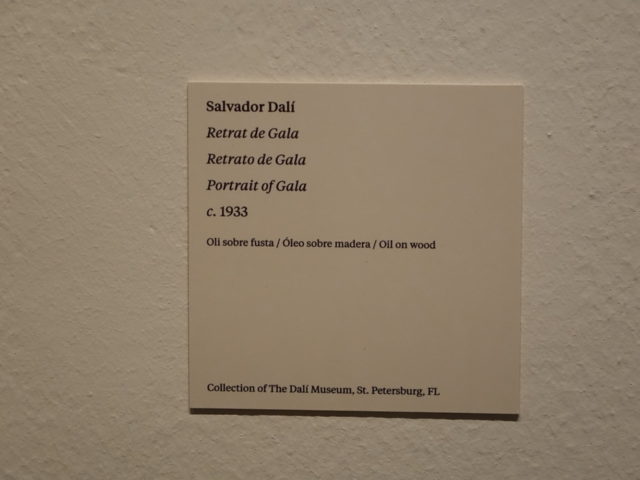 Salvador Dalí
Retrat de Gala
Retrato de Gala
Portrait of Gala
c. 1933
Oli sobre fusta / Óleo sobre madera / Oil on wood
Collection of The Dalí Museum, St. Petersburg, FL